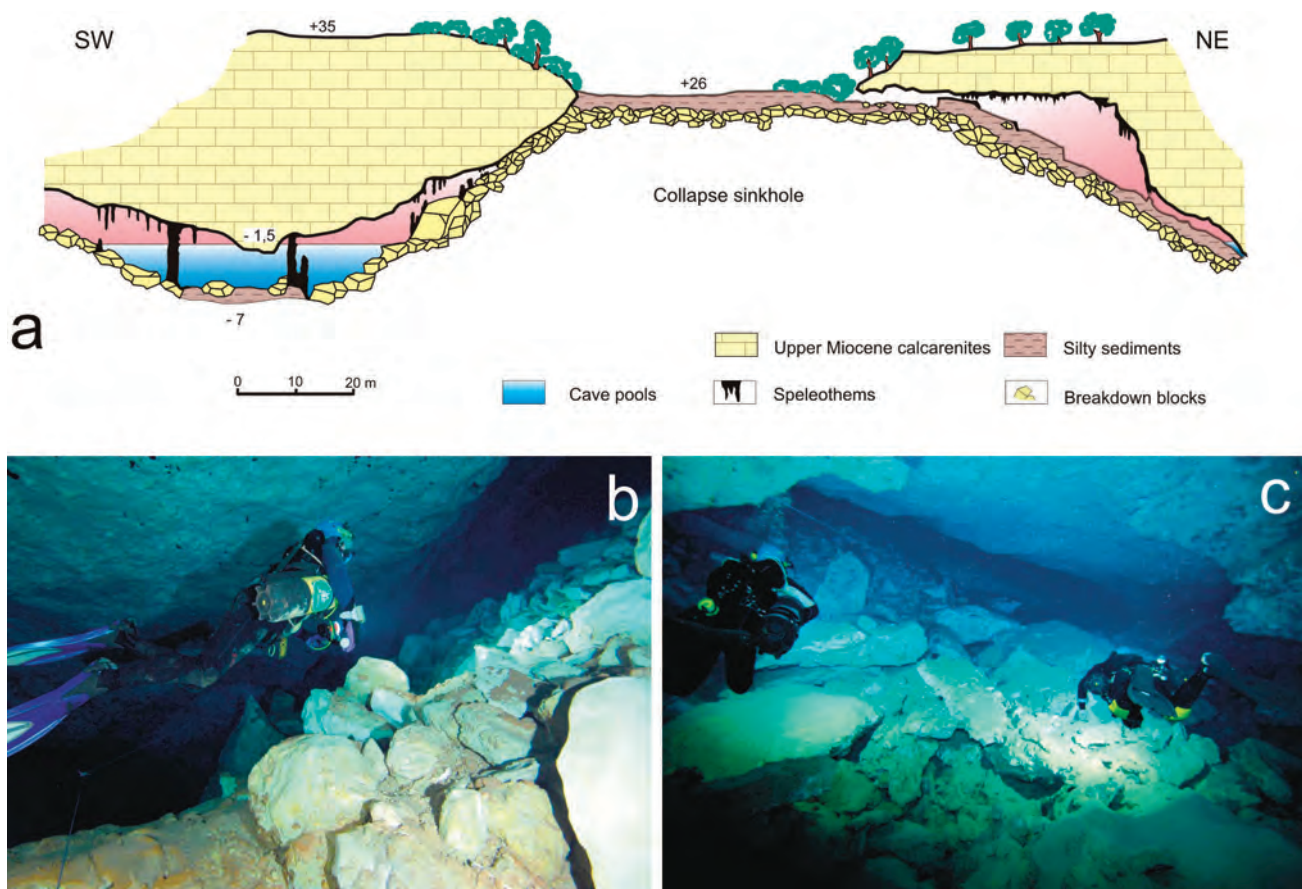 SW
+35
+26
NE
Collapse sinkhole
- 1,5
- 7
a
Upper Miocene calcarenites
Silty sediments
0 10 20 m
Cave pools
Speleothems
Breakdown blocks
b
c